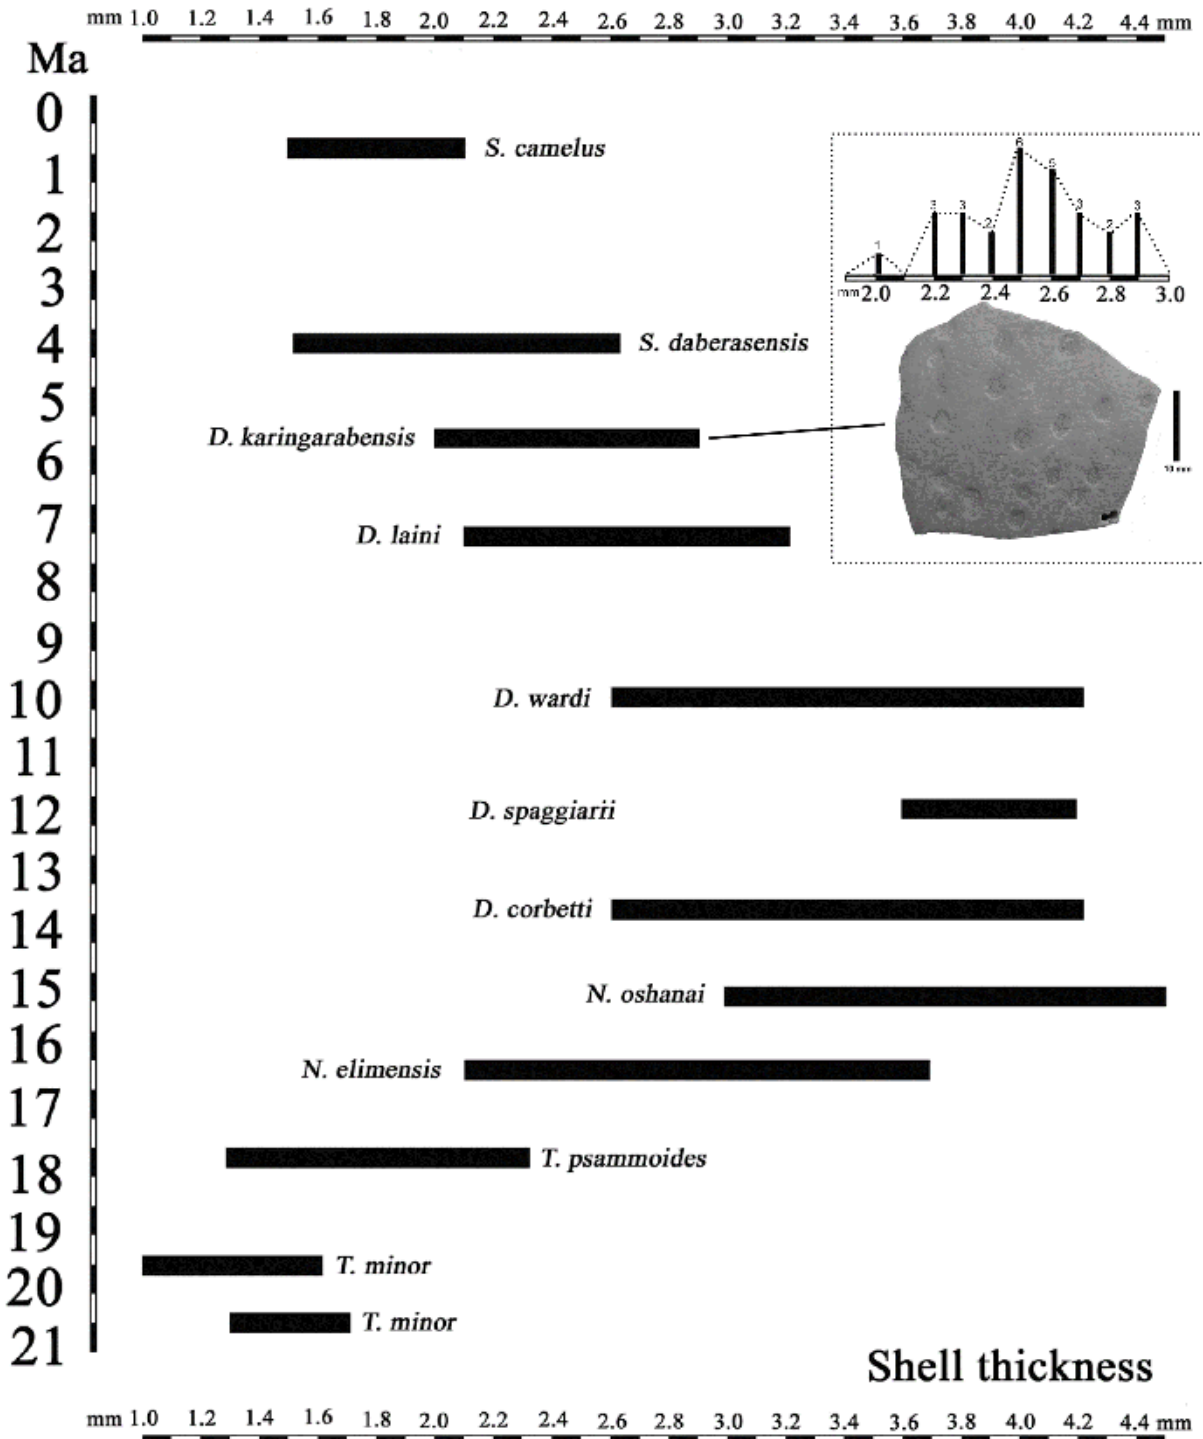 mm 1.0 1.2 1.4 1.6 1.8 2.0 2.2 2.4 2.6 2.8 3.0 3.2 3.4 3.6 3.8 4.0 4.2 4.4 mm
Ma
0
S. camelus
1
2
3
4
S. daberasensis
5
D. karingarabensis
6
7
D. laini
8
9
10
D. wardi
11
12
D. spaggiarii
13
14
D. corbetti
15
N. oshanai
16
N. elimensis
17
18
T. psammoides
19
T. minor
20
T. minor
21
1 3 3 2 6 5 3 2 3
mm 2.0 2.2 2.4 2.6 2.8 3.0
10 mm
Shell thickness
mm 1.0 1.2 1.4 1.6 1.8 2.0 2.2 2.4 2.6 2.8 3.0 3.2 3.4 3.6 3.8 4.0 4.2 4.4 mm